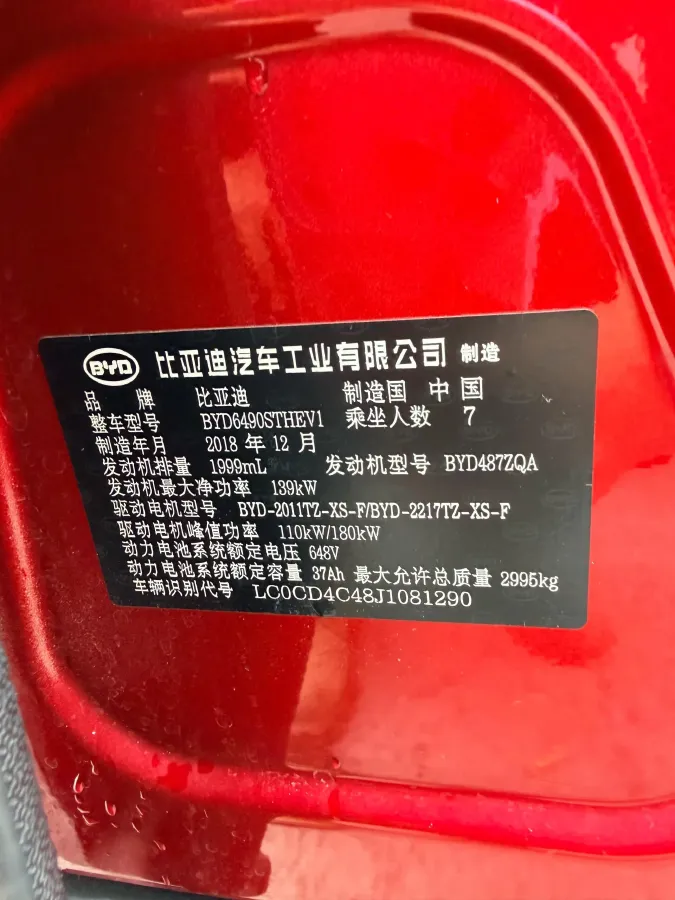 BYD 比亚迪汽车工业有限公司 制造
品牌 比亚迪 制造国 中国
整车型号 BYD6490STHEV1 乘坐人数 7
制造年月 2018 年 12 月
发动机排量 1999mL 发动机型号 BYD487ZQA
发动机最大净功率 139kW
驱动电机型号 BYD-2011TZ-XS-F/BYD-2217TZ-XS-F
驱动电机峰值功率 110kW/180kW
动力电池系统额定电压 648V
动力电池系统额定容量 37Ah 最大允许总质量 2995kg
车辆识别代号 LC0CD4C48J1081290